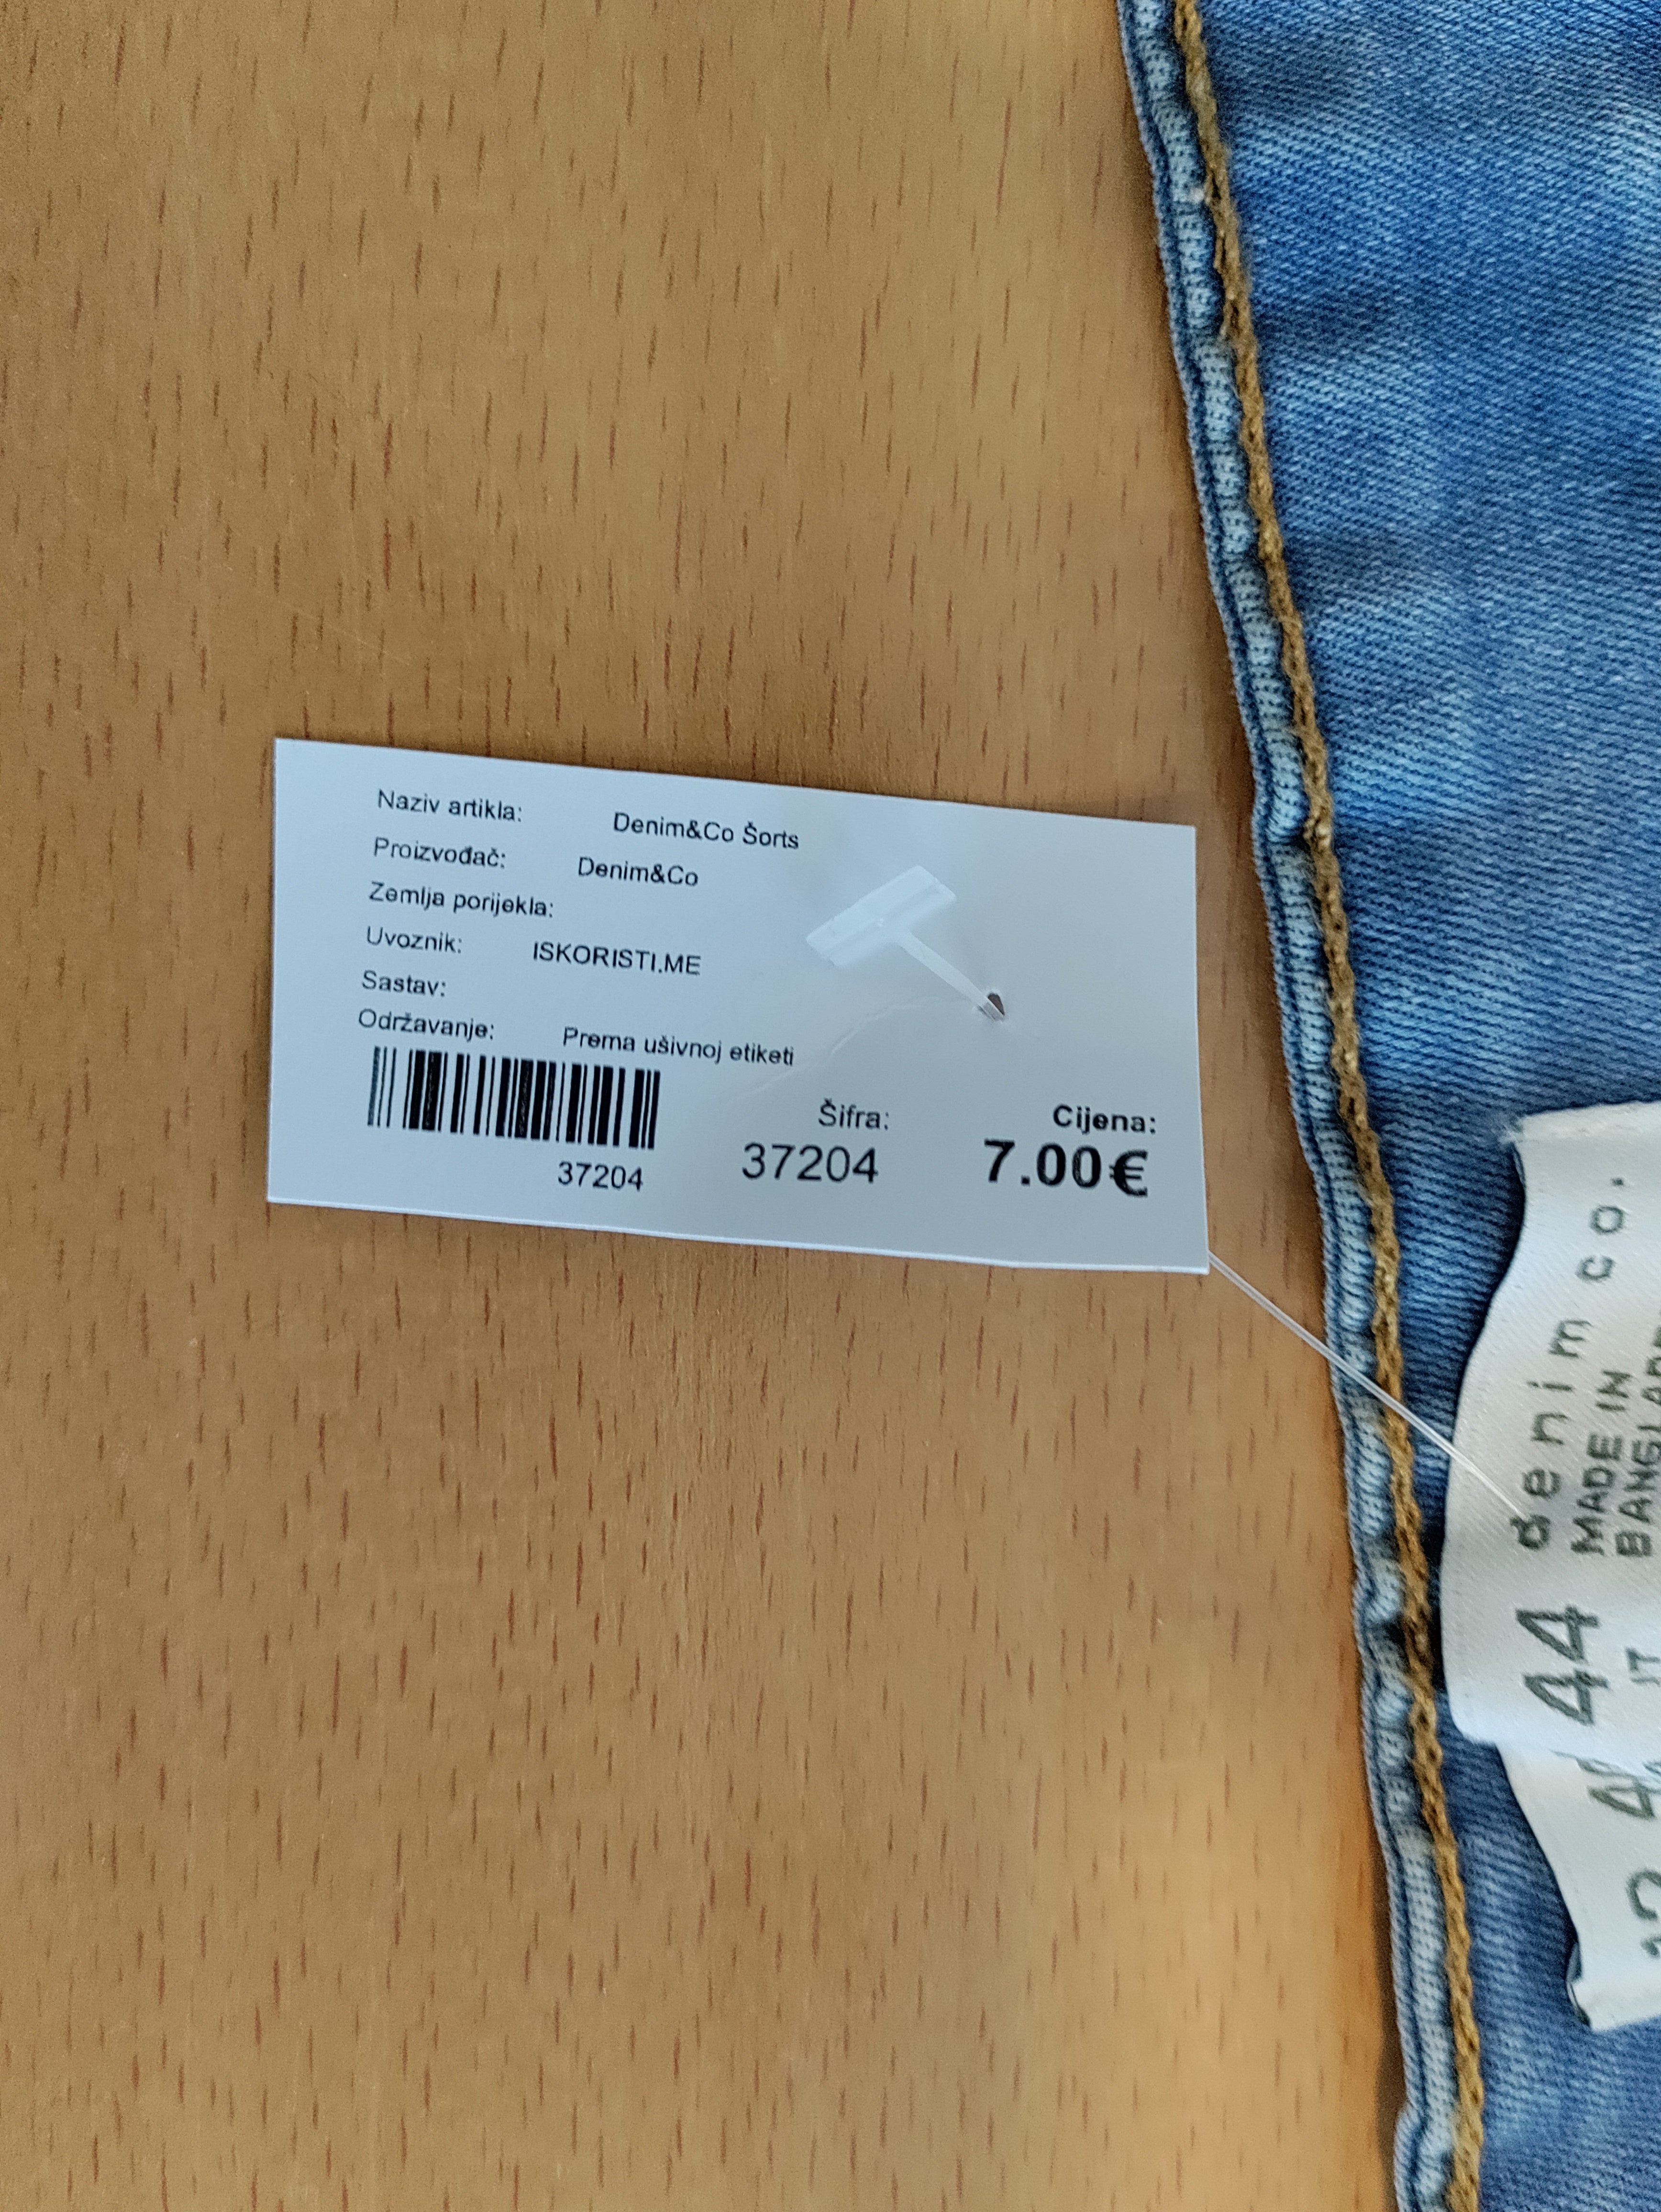 Naziv artikla: Denim&Co Šorts
Proizvođač: Denim&Co
Zemlja porijekla:
Uvoznik: ISKORISTI.ME
Sastav:
Održavanje: Prema ušivnoj etiketi
37204
Šifra:
37204
Cijena:
7.00€
denim co.
MADE IN
44
IT